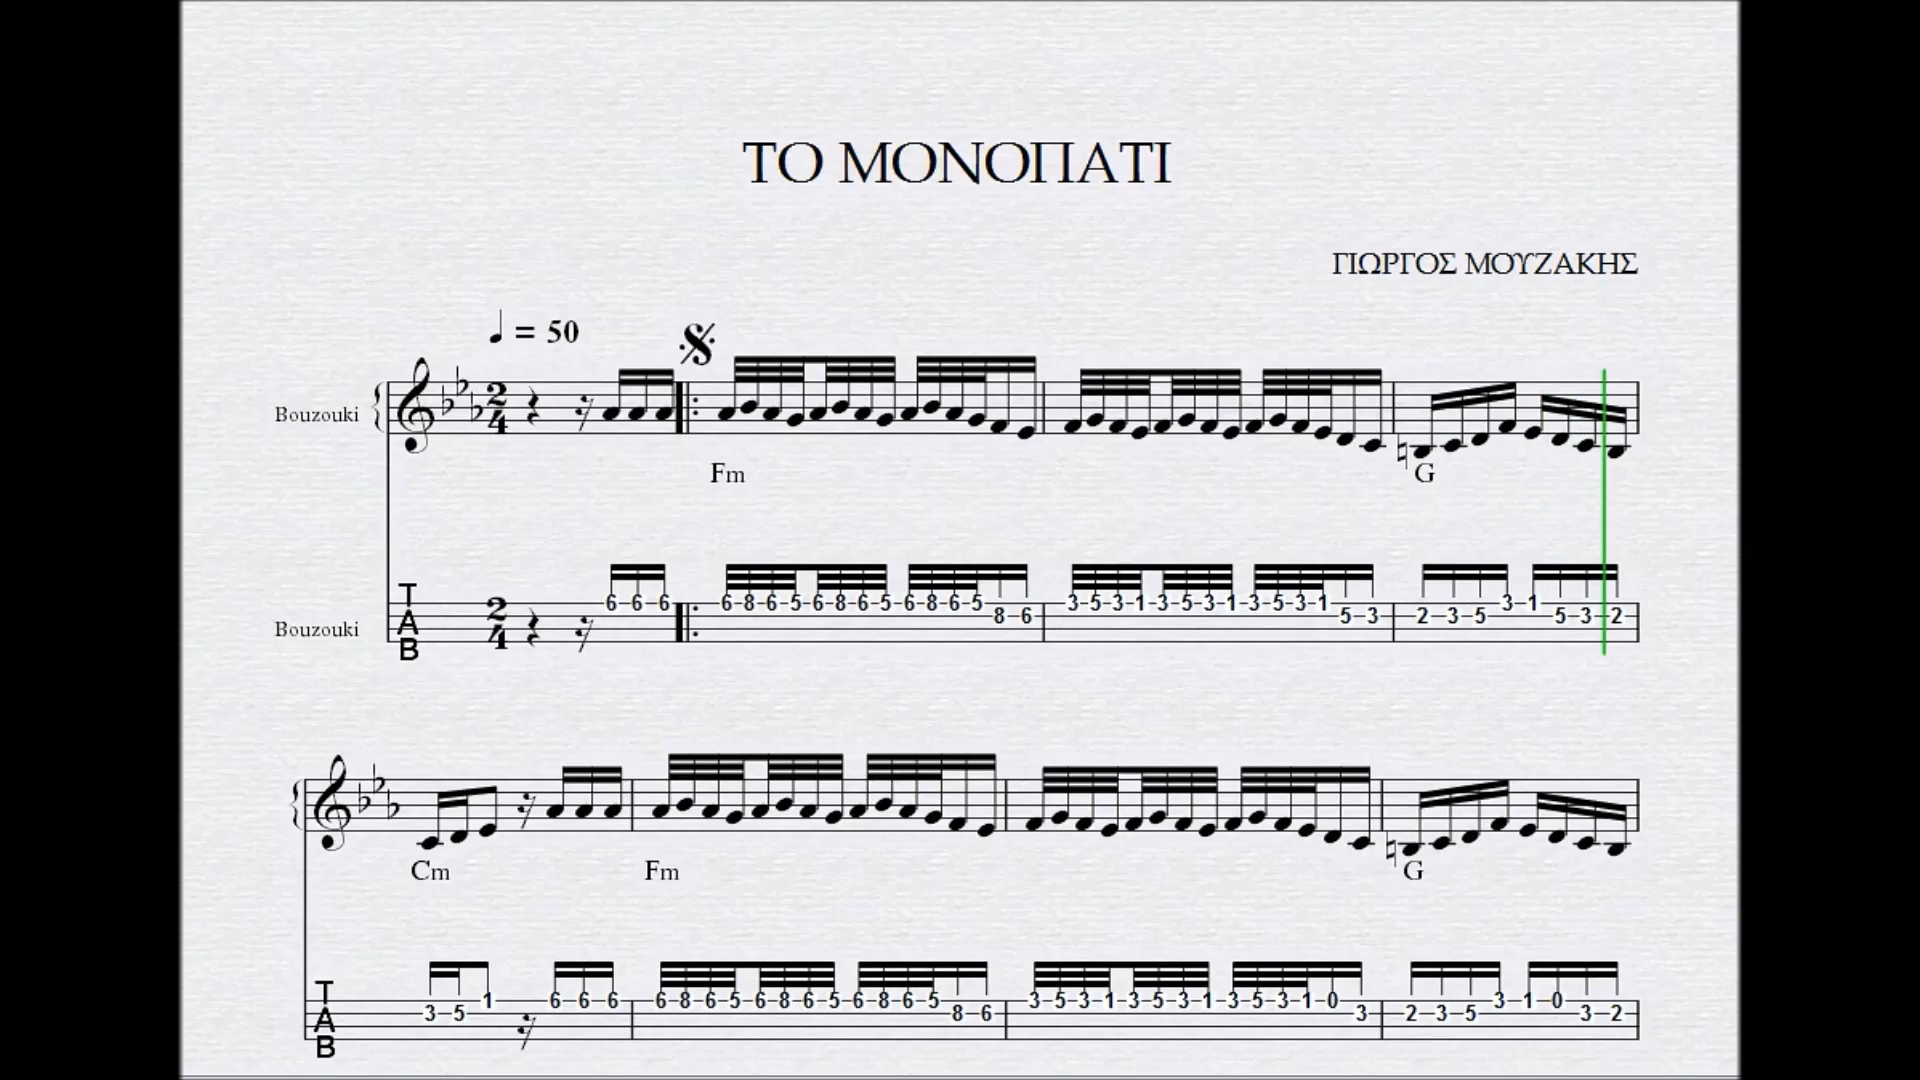 ΤΟ ΜΟΝΟΠΑΤΙ
ΓΙΩΡΓΟΣ ΜΟΥΖΑΚΗΣ
= 50
Bouzouki
2 4
Fm G
Bouzouki
T A B
2 4
6 6 6 6 8 6 5 6 8 6 5 6 8 6 5 8 6 3 5 3 1 3 5 3 1 3 5 3 1 5 3 2 3 5 3 1 5 3 2
Cm Fm G
T A B
3 5 1 6 6 6 6 8 6 5 6 8 6 5 6 8 6 5 8 6 3 5 3 1 3 5 3 1 3 5 3 1 0 3 2 3 5 3 1 0 3 2